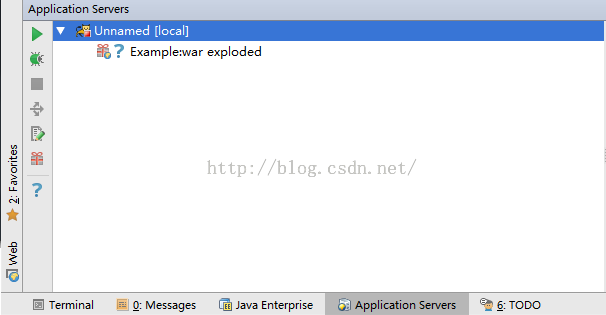 Application Servers
Unnamed [local]
? Example:war exploded
http://blog.csdn.net/
2: Favorites
Web
?
Terminal
0: Messages
Java Enterprise
Application Servers
6: TODO